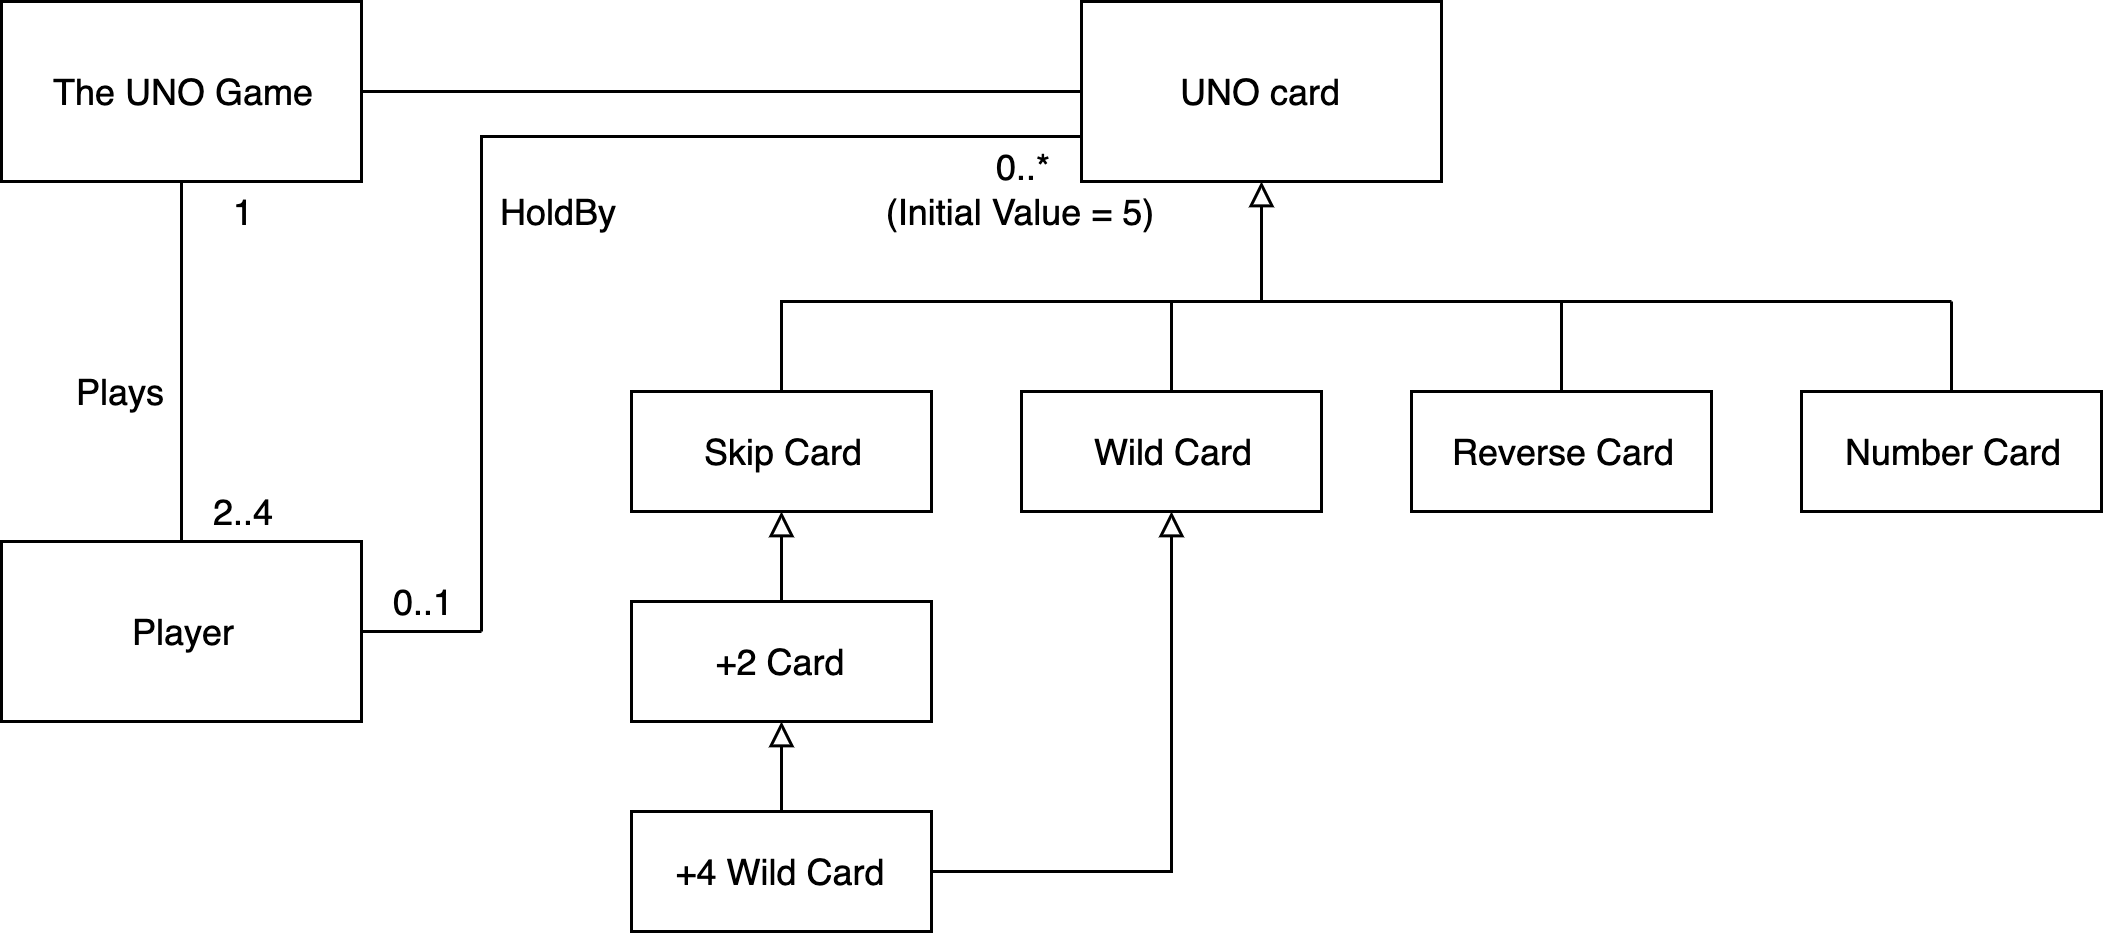 The UNO Game
UNO card
0..*
1
HoldBy
(Initial Value = 5)
Plays
Skip Card
Wild Card
Reverse Card
Number Card
2..4
0..1
Player
+2 Card
+4 Wild Card